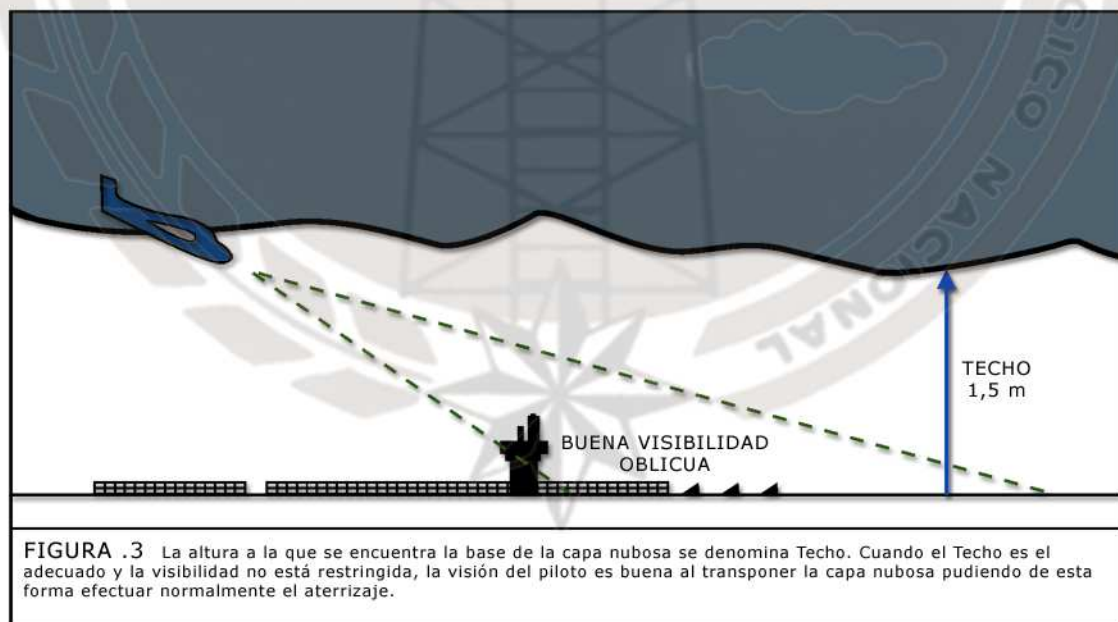 GICO NACIONAL
TECHO
1,5 m
BUENA VISIBILIDAD
OBLICUA
FIGURA .3 La altura a la que se encuentra la base de la capa nubosa se denomina Techo. Cuando el Techo es el
adecuado y la visibilidad no está restringida, la visión del piloto es buena al transponer la capa nubosa pudiendo de esta
forma efectuar normalmente el aterrizaje.